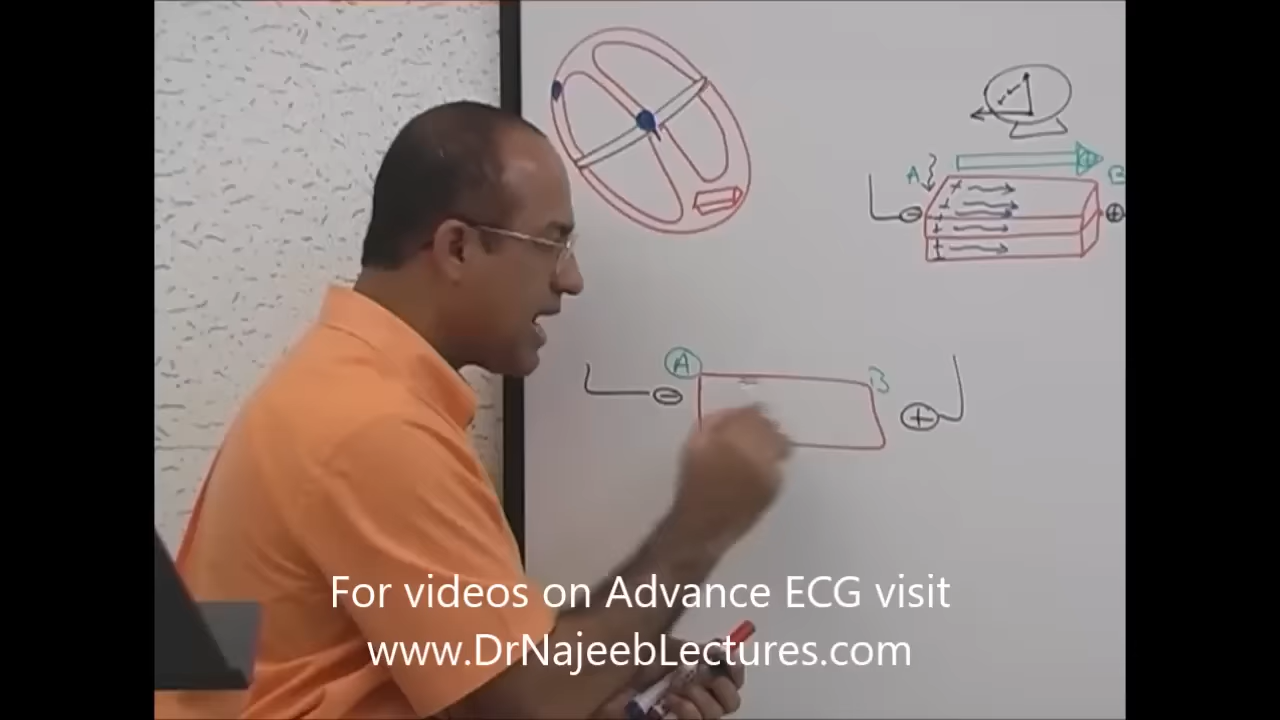 A
B
+
+
+
+
-
+
A
B
-
+
For videos on Advance ECG visit
www.DrNajeebLectures.com